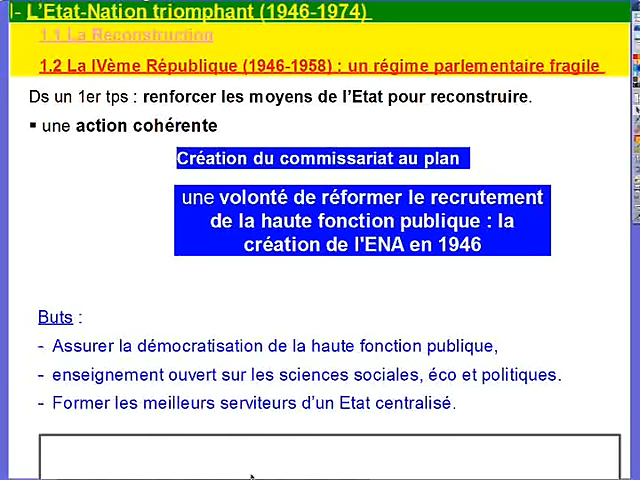 I- L’Etat-Nation triomphant (1946-1974)
1.1 La Reconstruction
1.2 La IVème République (1946-1958) : un régime parlementaire fragile
Ds un 1er tps : renforcer les moyens de l’Etat pour reconstruire.
▪ une action cohérente
Création du commissariat au plan
une volonté de réformer le recrutement
de la haute fonction publique : la
création de l'ENA en 1946
Buts :
- Assurer la démocratisation de la haute fonction publique,
- enseignement ouvert sur les sciences sociales, éco et politiques.
- Former les meilleurs serviteurs d’un Etat centralisé.